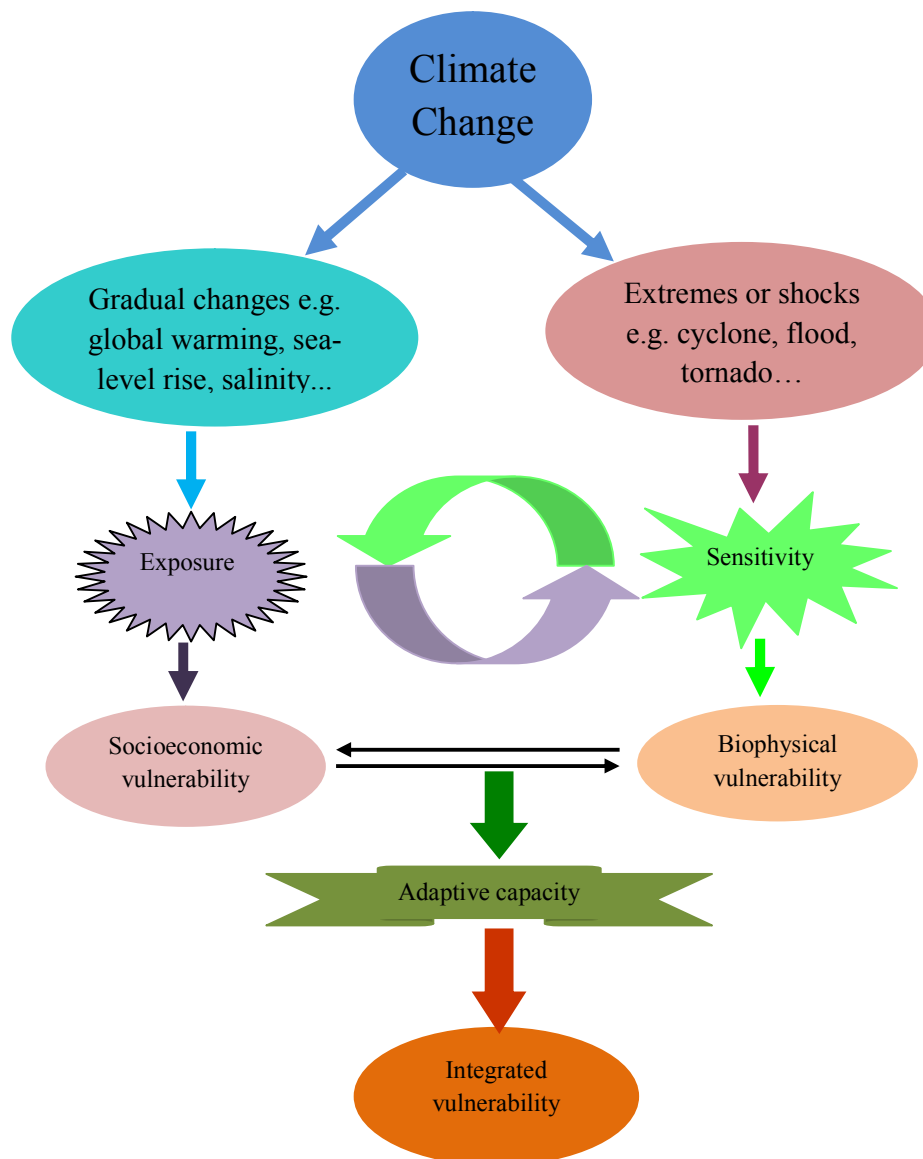 Climate
Change
Gradual changes e.g.
global warming, sea-
level rise, salinity...
Extremes or shocks
e.g. cyclone, flood,
tornado…
Exposure
Sensitivity
Socioeconomic
vulnerability
Biophysical
vulnerability
Adaptive capacity
Integrated
vulnerability